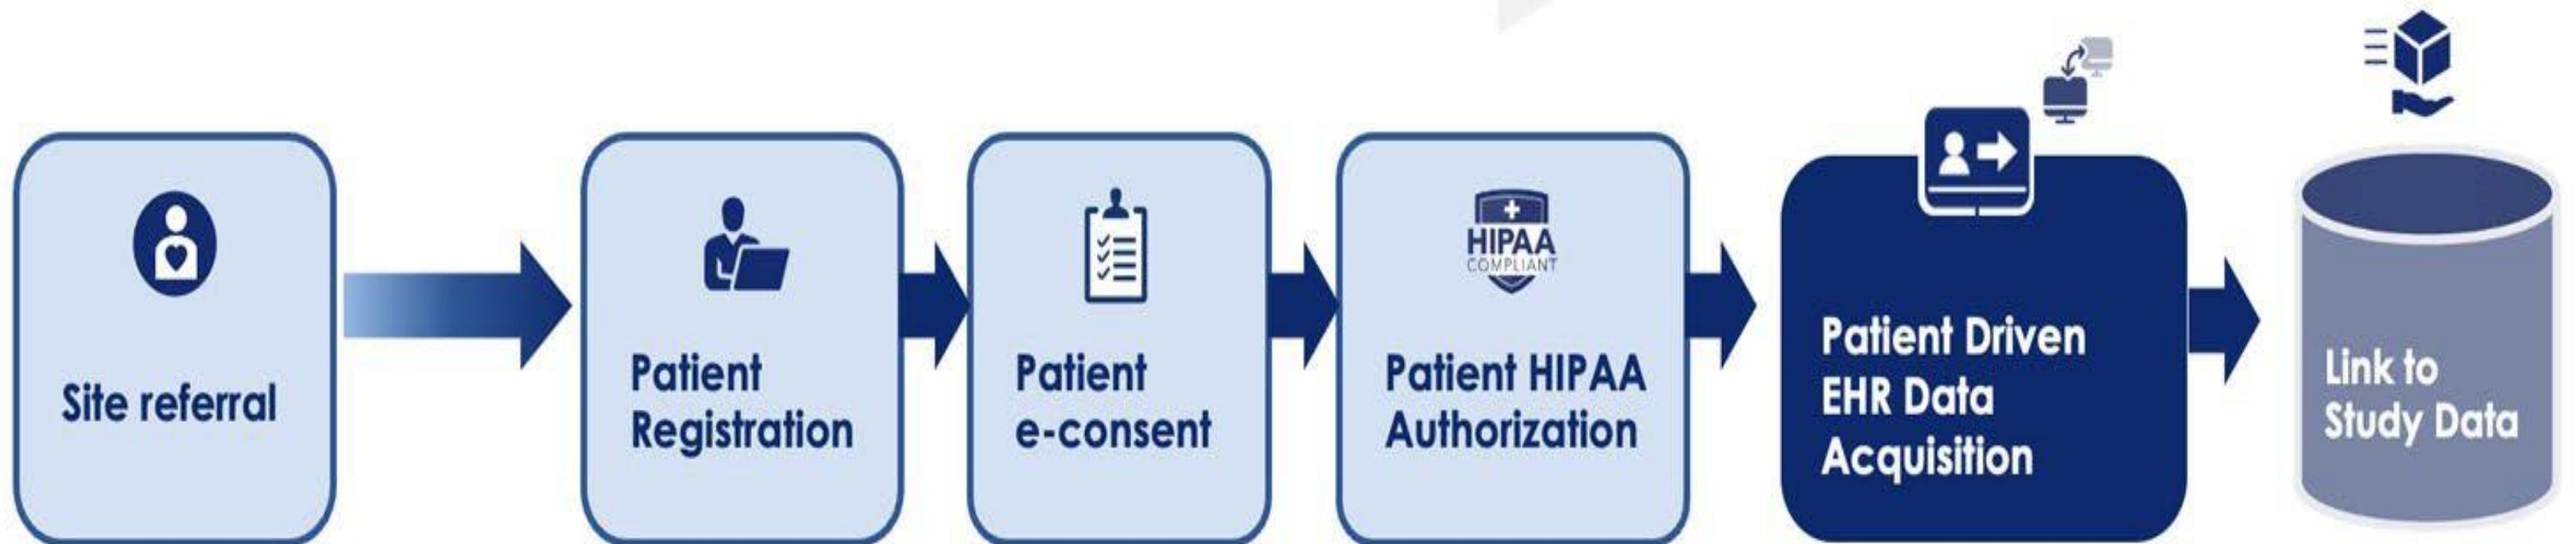 Site referral
Patient
Registration
Patient
e-consent
HIPAA
COMPLIANT
Patient HIPAA
Authorization
Patient Driven
EHR Data
Acquisition
Link to
Study Data